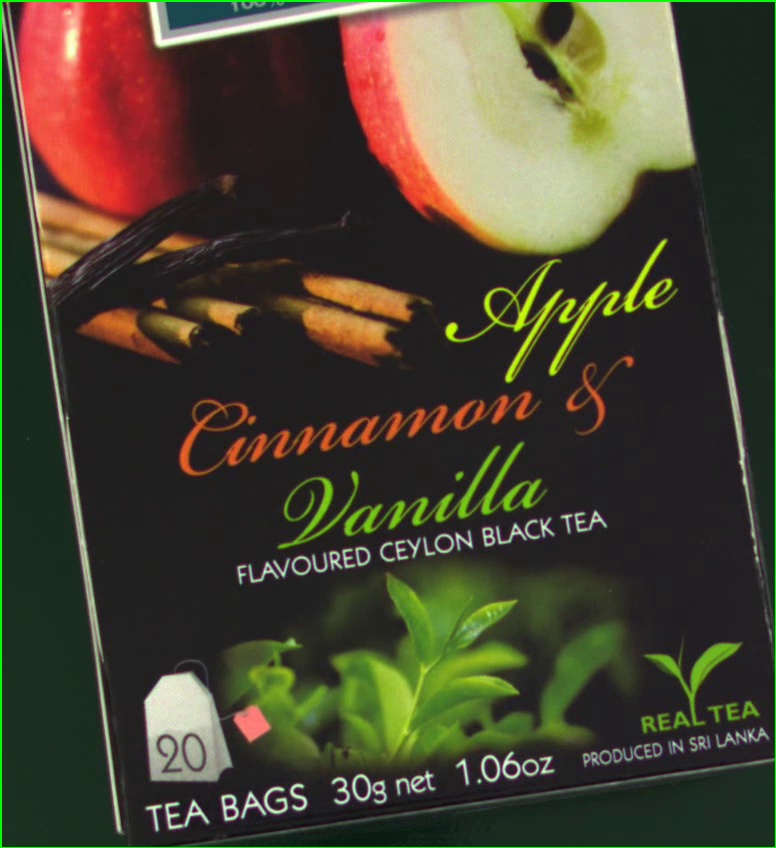 100%
Apple
Cinnamon &
Vanilla
FLAVOURED CEYLON BLACK TEA
20
TEA BAGS 30g net 1.06oz
REAL TEA
PRODUCED IN SRI LANKA